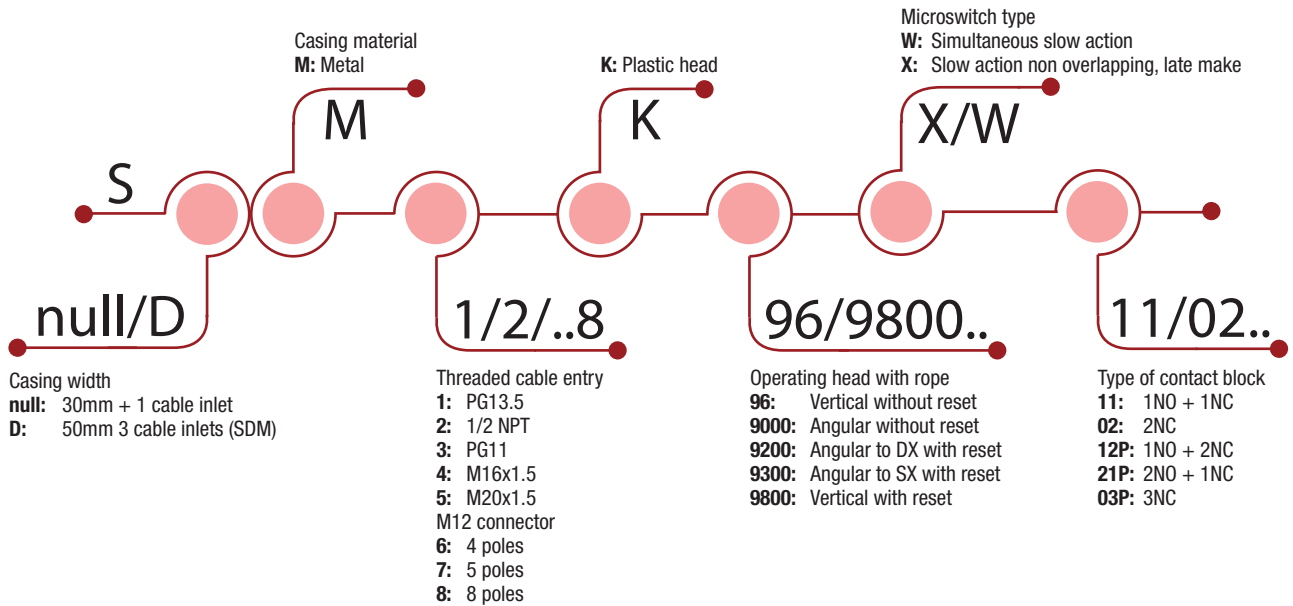 Microswitch type
W: Simultaneous slow action
X: Slow action non overlapping, late make
Casing material
M: Metal
K: Plastic head
M
K
X/W
S
null/D
1/2/..8
96/9800..
11/02..
Casing width
null: 30mm + 1 cable inlet
D: 50mm 3 cable inlets (SDM)
Threaded cable entry
1: PG13.5
2: 1/2 NPT
3: PG11
4: M16x1.5
5: M20x1.5
M12 connector
6: 4 poles
7: 5 poles
8: 8 poles
Operating head with rope
96: Vertical without reset
9000: Angular without reset
9200: Angular to DX with reset
9300: Angular to SX with reset
9800: Vertical with reset
Type of contact block
11: 1NO + 1NC
02: 2NC
12P: 1NO + 2NC
21P: 2NO + 1NC
03P: 3NC